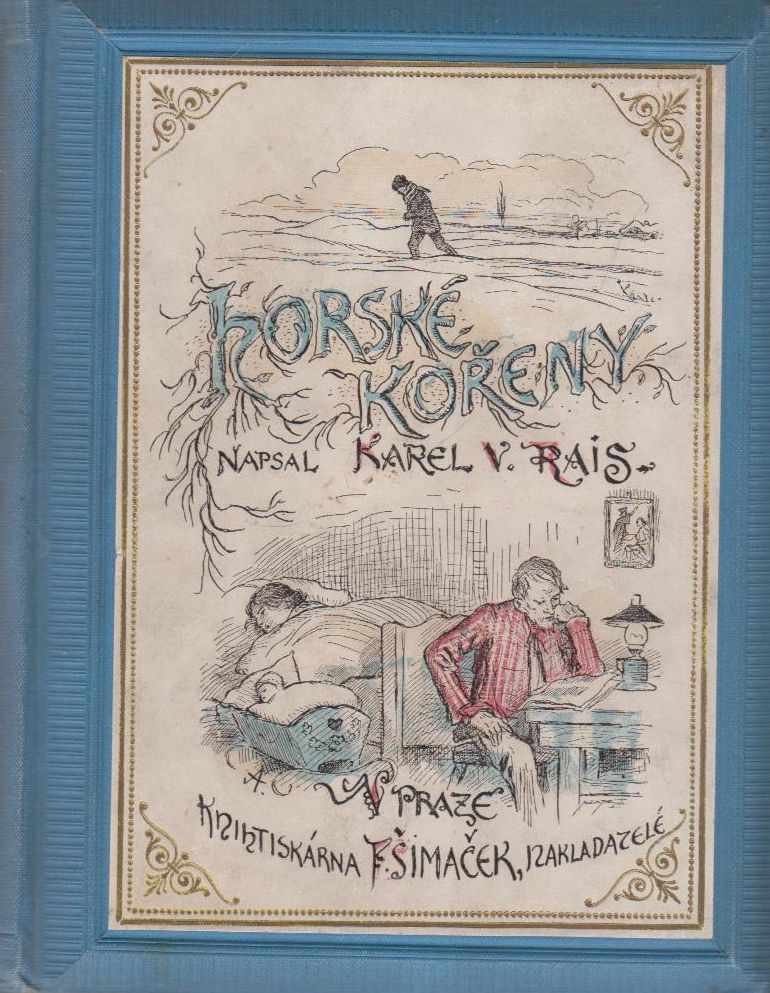 HORSKÉ
KOŘENY
NAPSAL KAREL V. RAIS.
A.
V PRAZE
KNIHTISKÁRNA F. ŠIMAČEK, NAKLADATELÉ